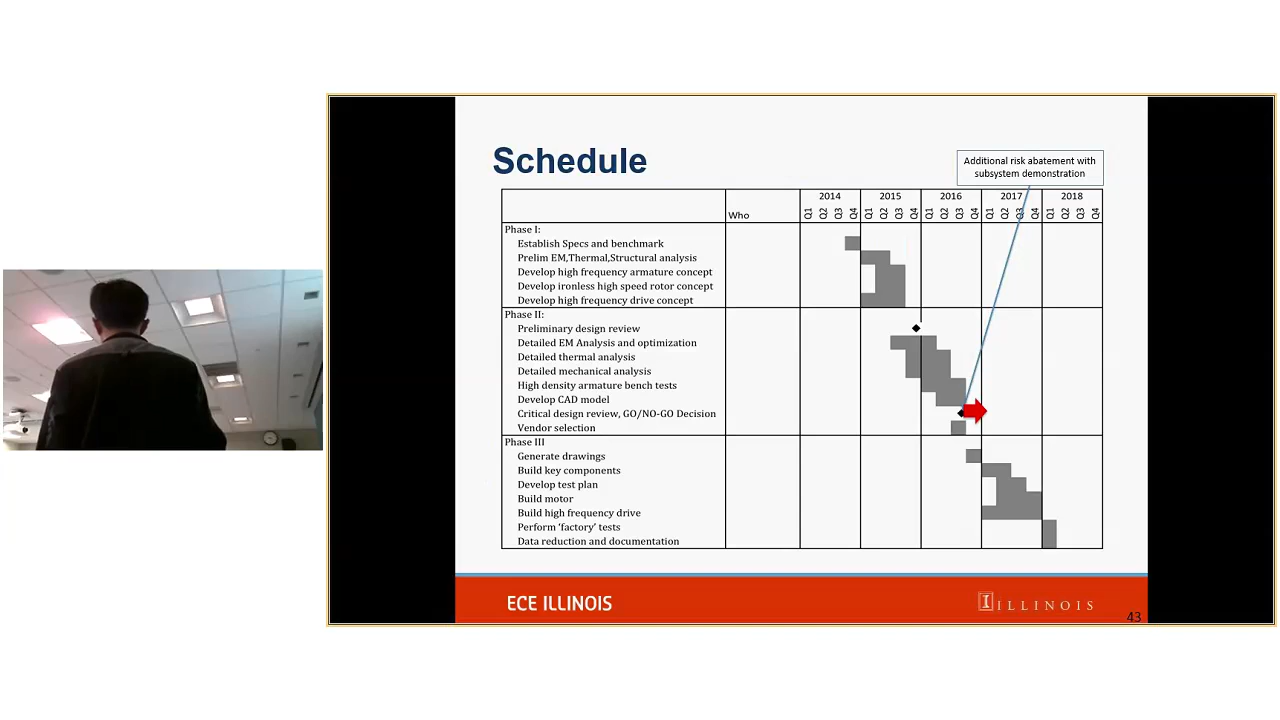 Schedule
Additional risk abatement with
subsystem demonstration
2014 2015 2016 2017 2018
Who Q1 Q2 Q3 Q4 Q1 Q2 Q3 Q4 Q1 Q2 Q3 Q4 Q1 Q2 Q3 Q4 Q1 Q2 Q3 Q4
Phase I:
Establish Specs and benchmark
Prelim EM,Thermal,Structural analysis
Develop high frequency armature concept
Develop ironless high speed rotor concept
Develop high frequency drive concept
Phase II:
Preliminary design review
Detailed EM Analysis and optimization
Detailed thermal analysis
Detailed mechanical analysis
High density armature bench tests
Develop CAD model
Critical design review, GO/NO-GO Decision
Vendor selection
Phase III
Generate drawings
Build key components
Develop test plan
Build motor
Build high frequency drive
Perform ‘factory’ tests
Data reduction and documentation
ECE ILLINOIS
I ILLINOIS
43